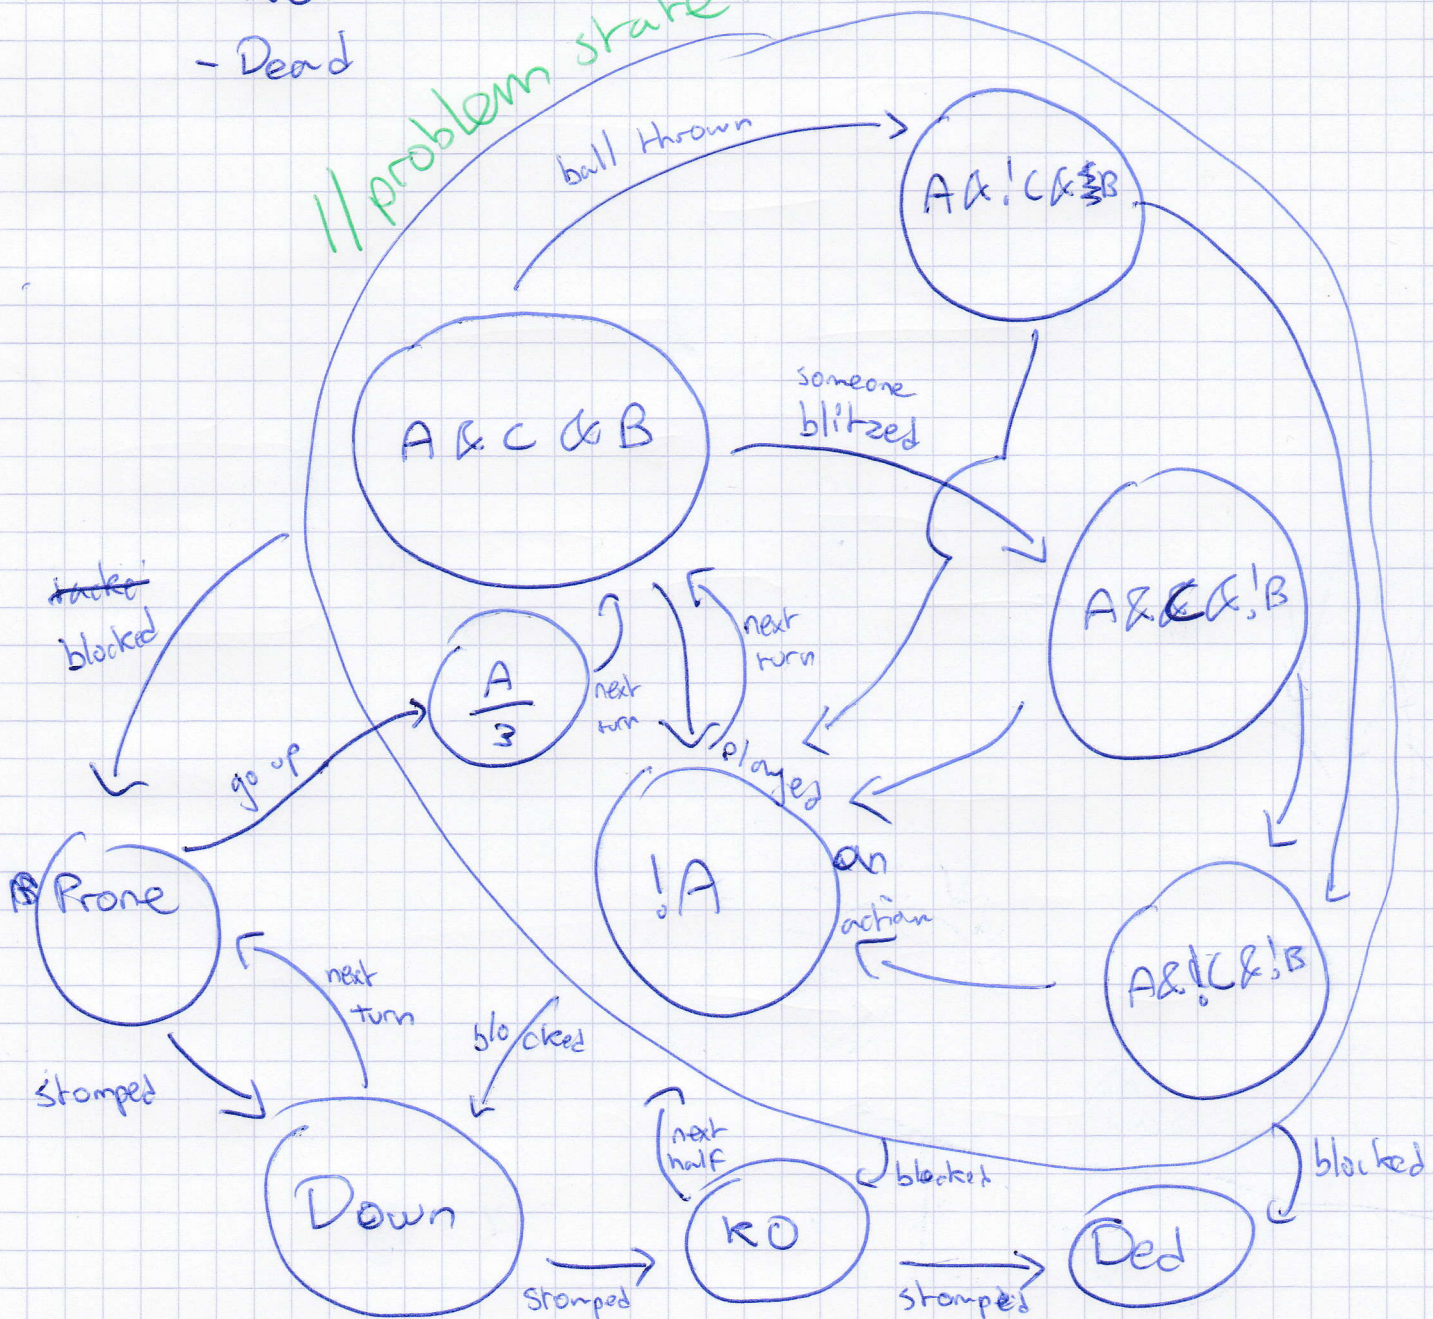 - Dead
//problem state
ball thrown
A&!C&B
A & C & B
someone
blitzed
blocked
A&C&!B
next
turn
A
3
next
turn
go up
played
an
action
Prone
!A
A&!C&!B
next
turn
blocked
stomped
next
half
blocked
blocked
Down
KO
Ded
stomped
stomped